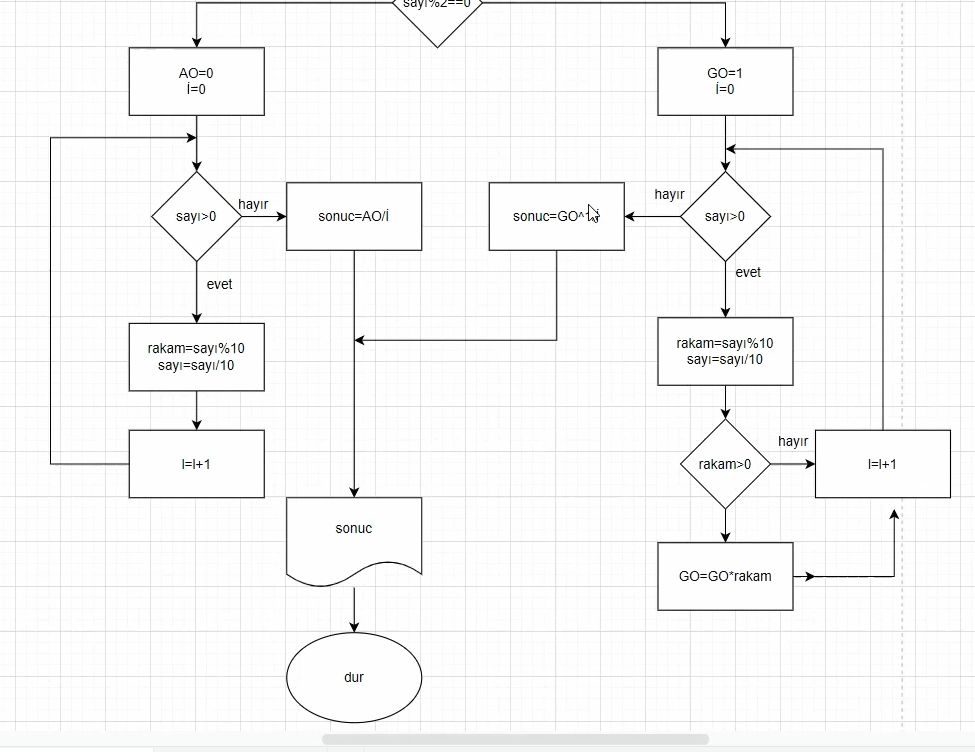 sayı%2==0
AO=0
İ=0
GO=1
İ=0
sayı>0
hayır
sonuc=AO/İ
sonuc=GO^
hayır
sayı>0
evet
evet
rakam=sayı%10
sayı=sayı/10
rakam=sayı%10
sayı=sayı/10
I=I+1
rakam>0
hayır
I=I+1
sonuc
GO=GO*rakam
dur